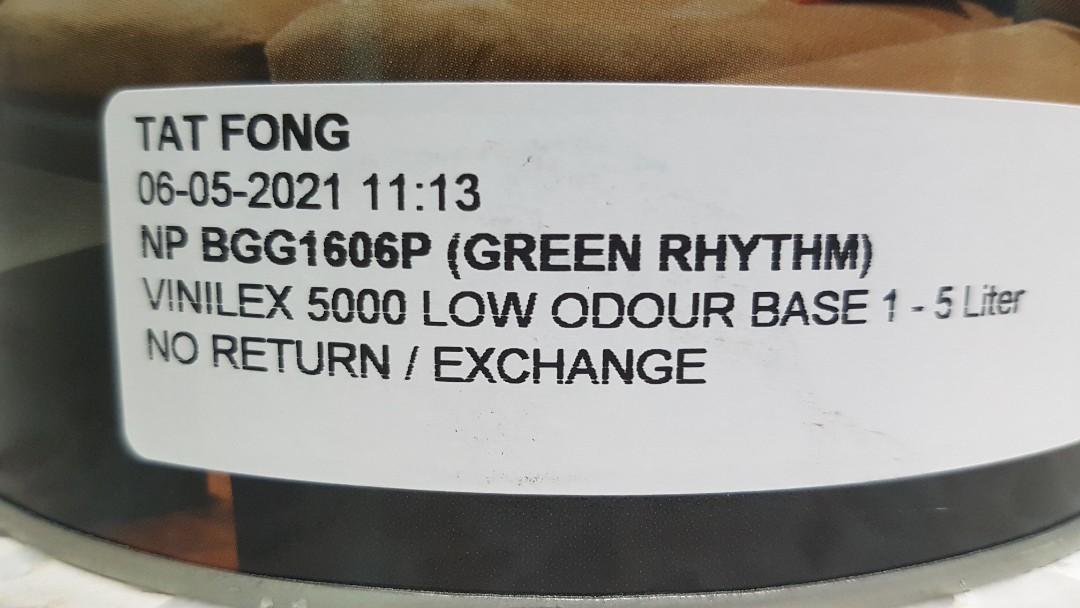 TAT FONG
06-05-2021 11:13
NP BGG1606P (GREEN RHYTHM)
VINILEX 5000 LOW ODOUR BASE 1 - 5 Liter
NO RETURN / EXCHANGE